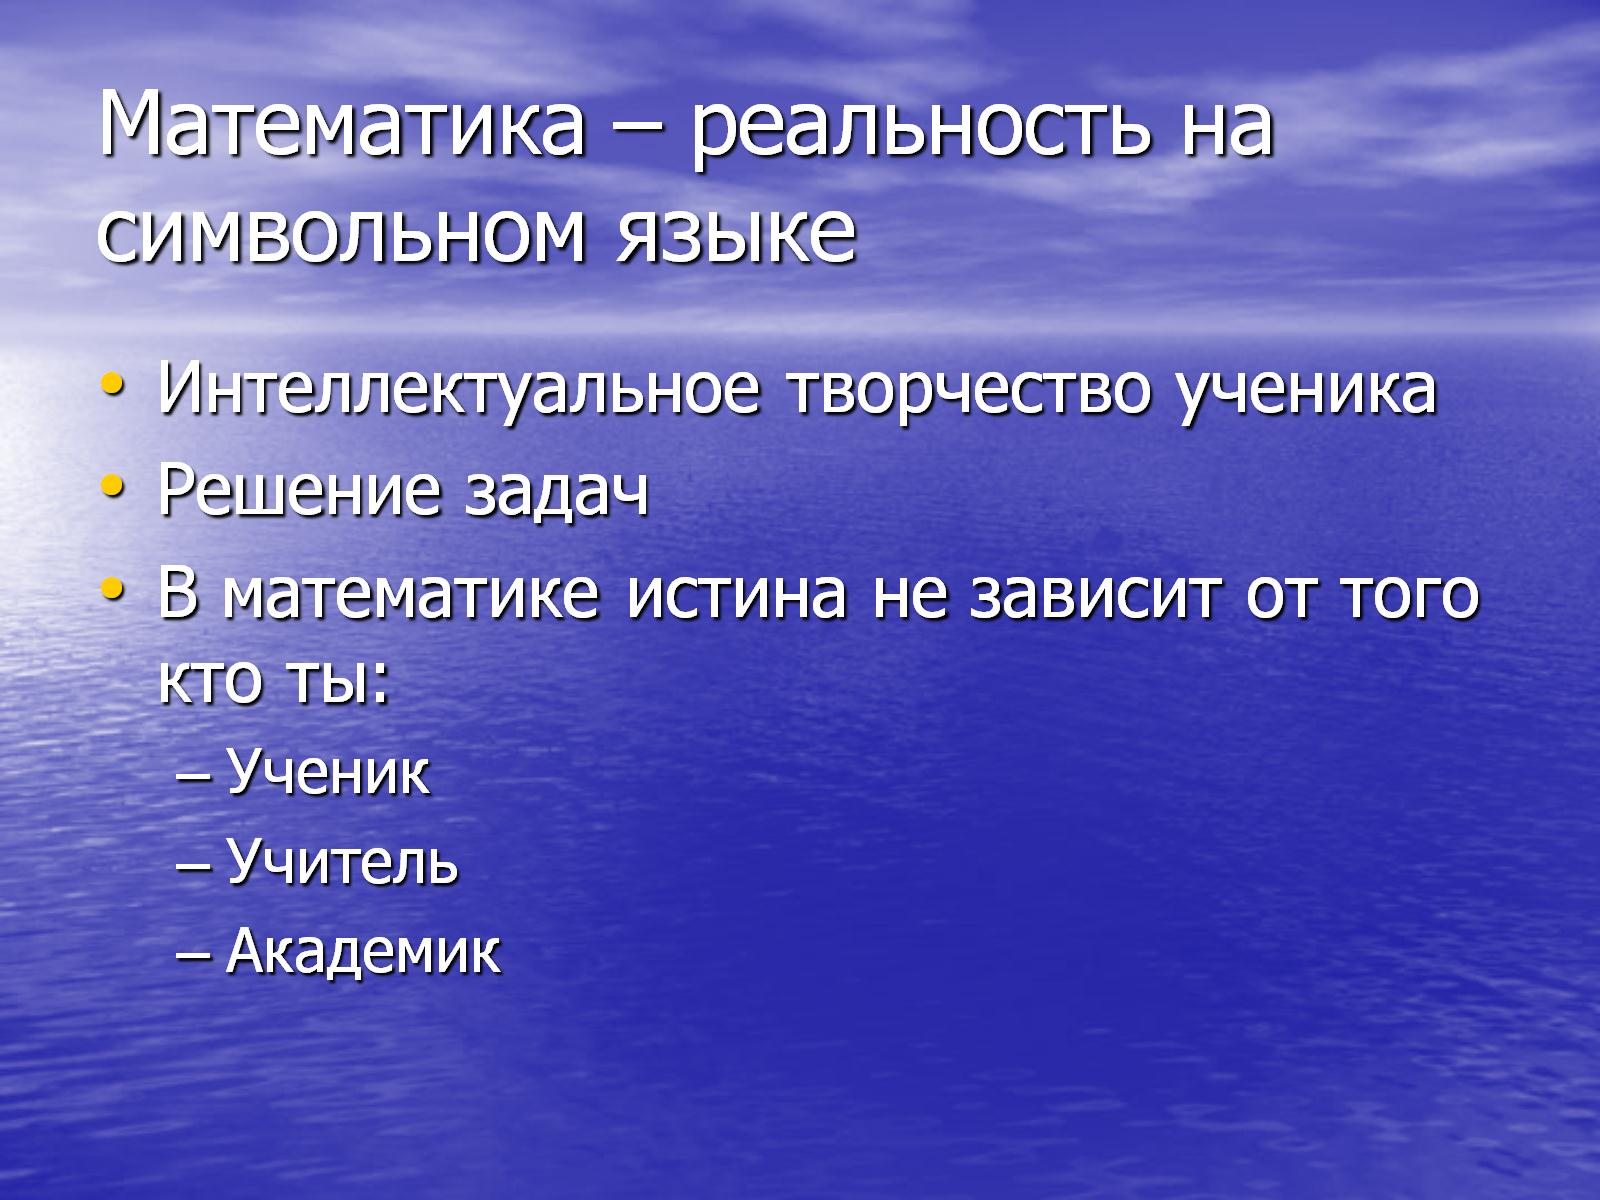 Математика – реальность на
символьном языке
• Интеллектуальное творчество ученика
• Решение задач
• В математике истина не зависит от того
кто ты:
– Ученик
– Учитель
– Академик